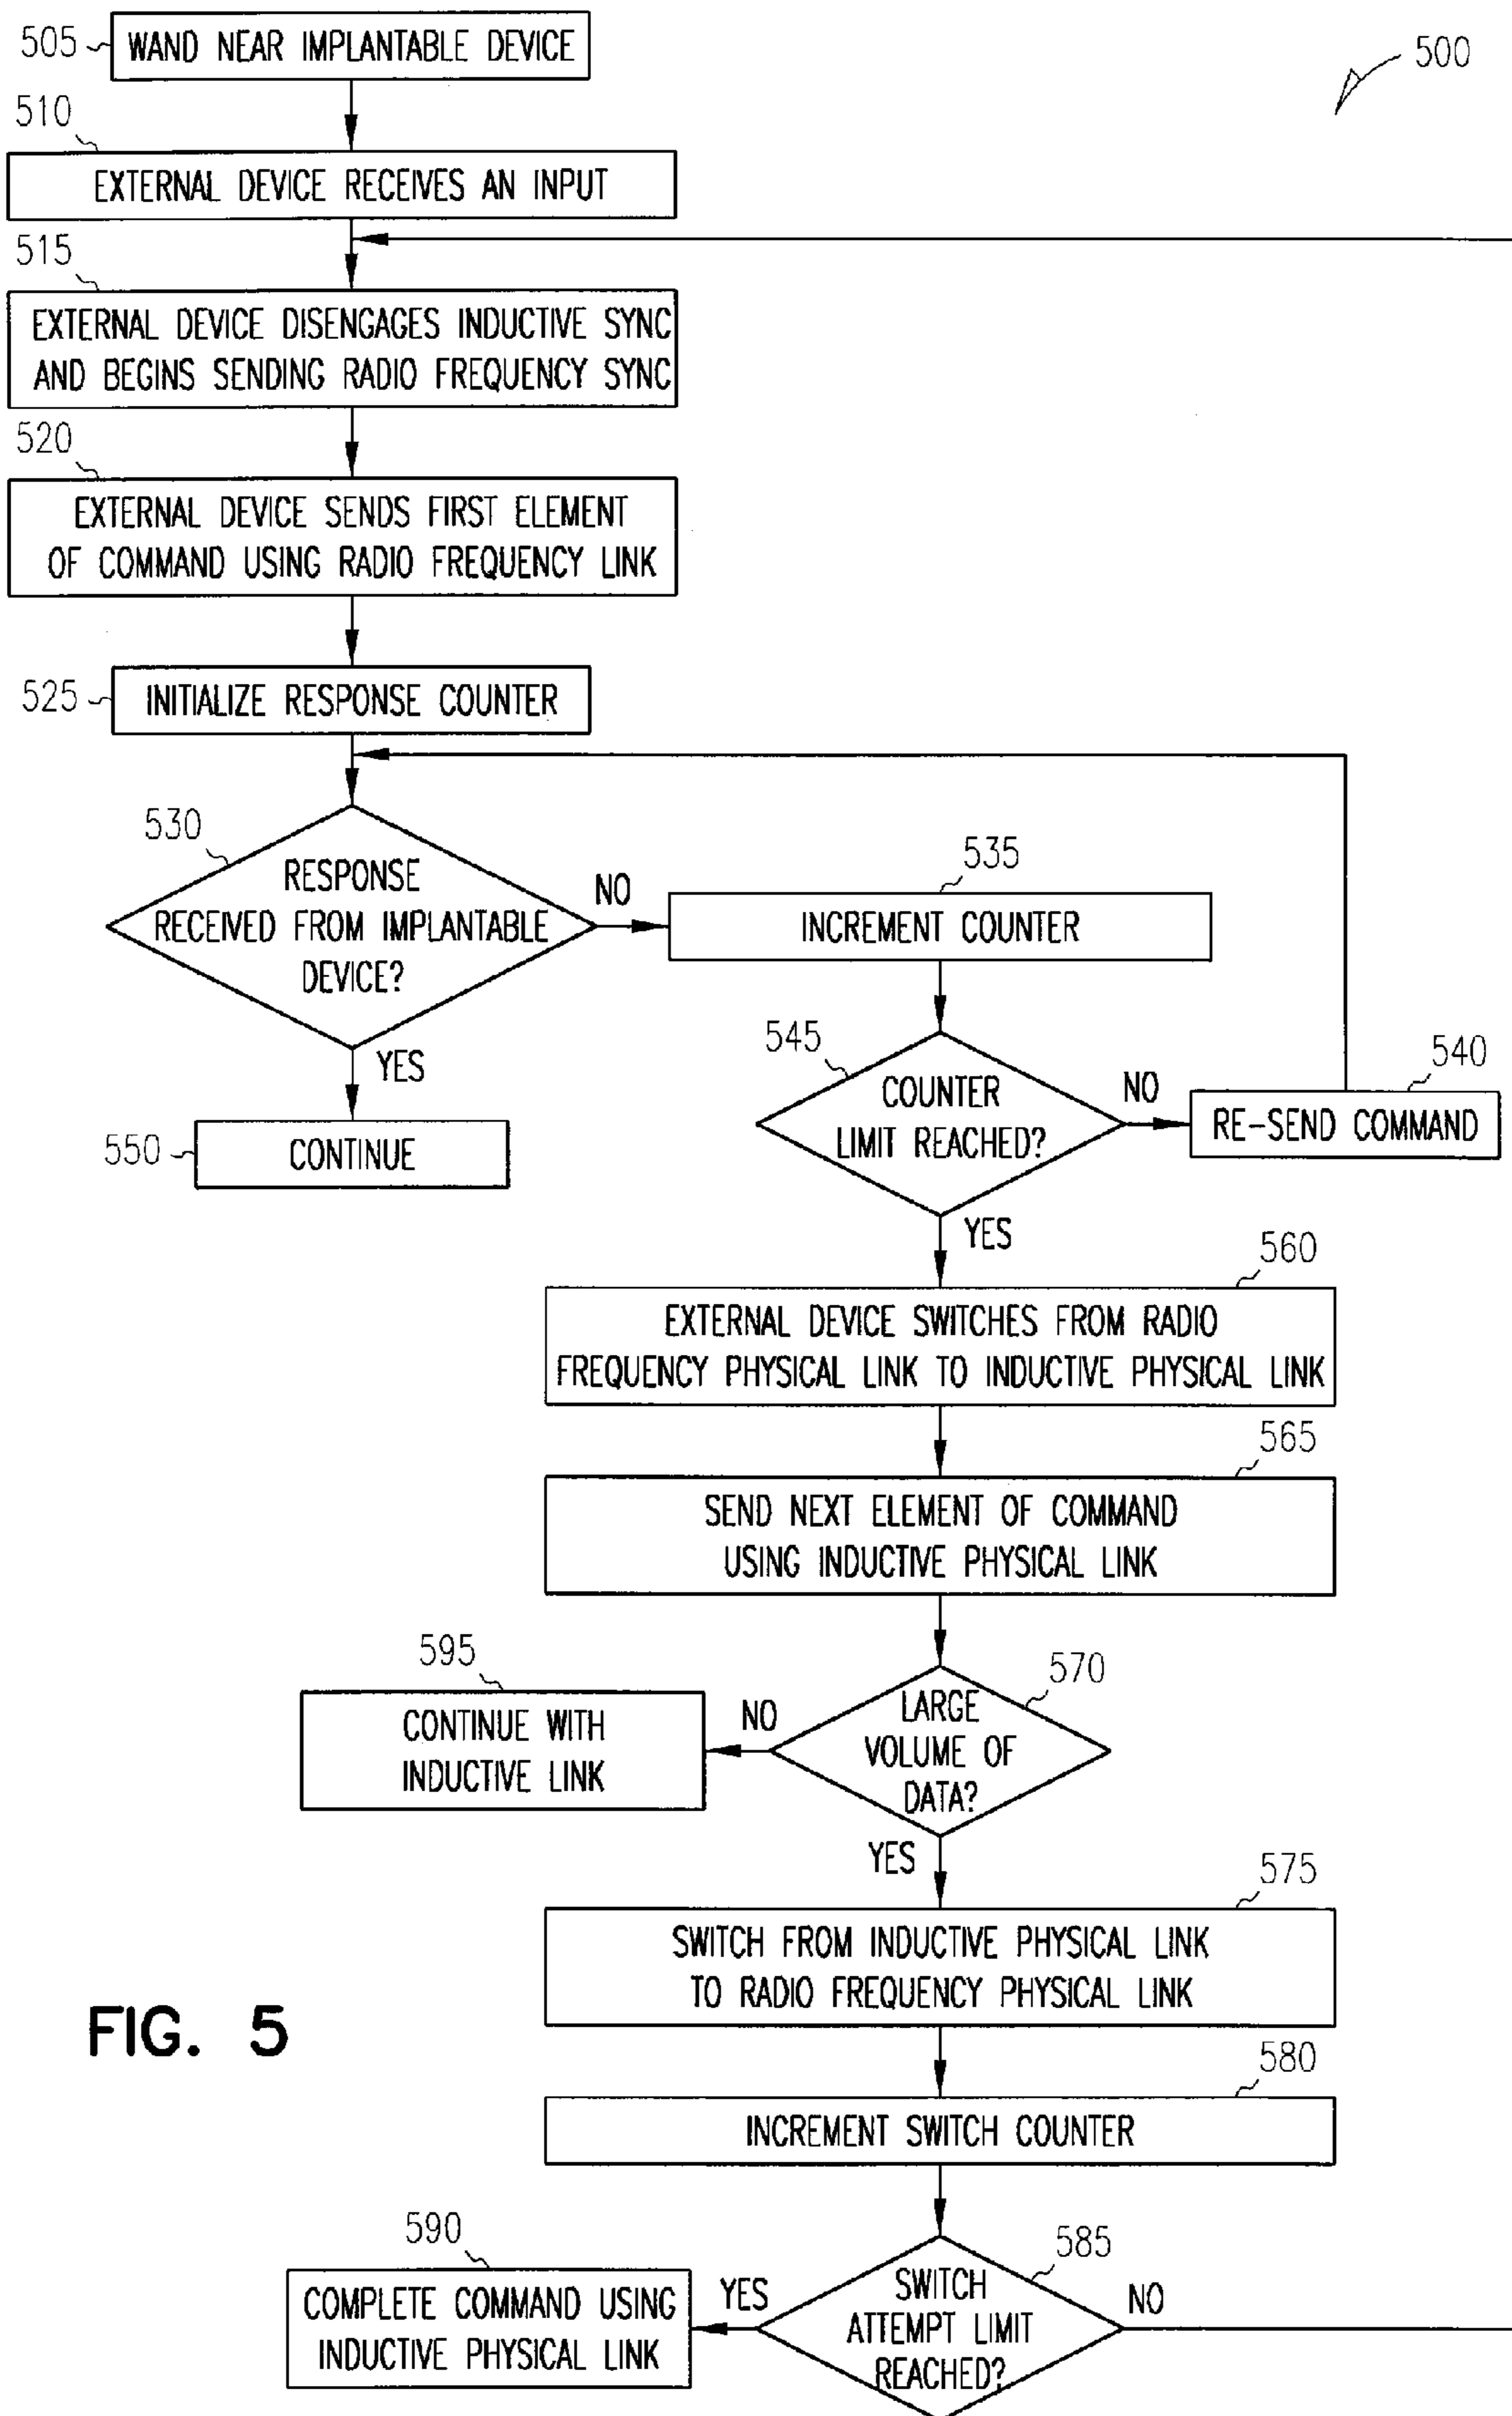 505
WAND NEAR IMPLANTABLE DEVICE
500
510
EXTERNAL DEVICE RECEIVES AN INPUT
515
EXTERNAL DEVICE DISENGAGES INDUCTIVE SYNC
AND BEGINS SENDING RADIO FREQUENCY SYNC
520
EXTERNAL DEVICE SENDS FIRST ELEMENT
OF COMMAND USING RADIO FREQUENCY LINK
525
INITIALIZE RESPONSE COUNTER
530
RESPONSE
RECEIVED FROM IMPLANTABLE
DEVICE?
NO
535
INCREMENT COUNTER
YES
550
CONTINUE
545
COUNTER
LIMIT REACHED?
NO
540
RE-SEND COMMAND
YES
560
EXTERNAL DEVICE SWITCHES FROM RADIO
FREQUENCY PHYSICAL LINK TO INDUCTIVE PHYSICAL LINK
565
SEND NEXT ELEMENT OF COMMAND
USING INDUCTIVE PHYSICAL LINK
570
LARGE
VOLUME OF
DATA?
NO
595
CONTINUE WITH
INDUCTIVE LINK
YES
575
SWITCH FROM INDUCTIVE PHYSICAL LINK
TO RADIO FREQUENCY PHYSICAL LINK
FIG. 5
580
INCREMENT SWITCH COUNTER
585
SWITCH
ATTEMPT LIMIT
REACHED?
YES
590
COMPLETE COMMAND USING
INDUCTIVE PHYSICAL LINK
NO